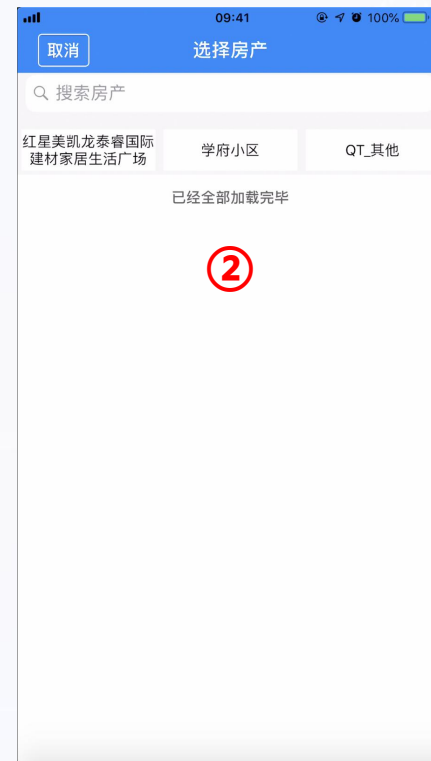 09:41
100%
取消
选择房产
搜索房产
红星美凯龙泰睿国际
建材家居生活广场
学府小区
QT_其他
已经全部加载完毕
②